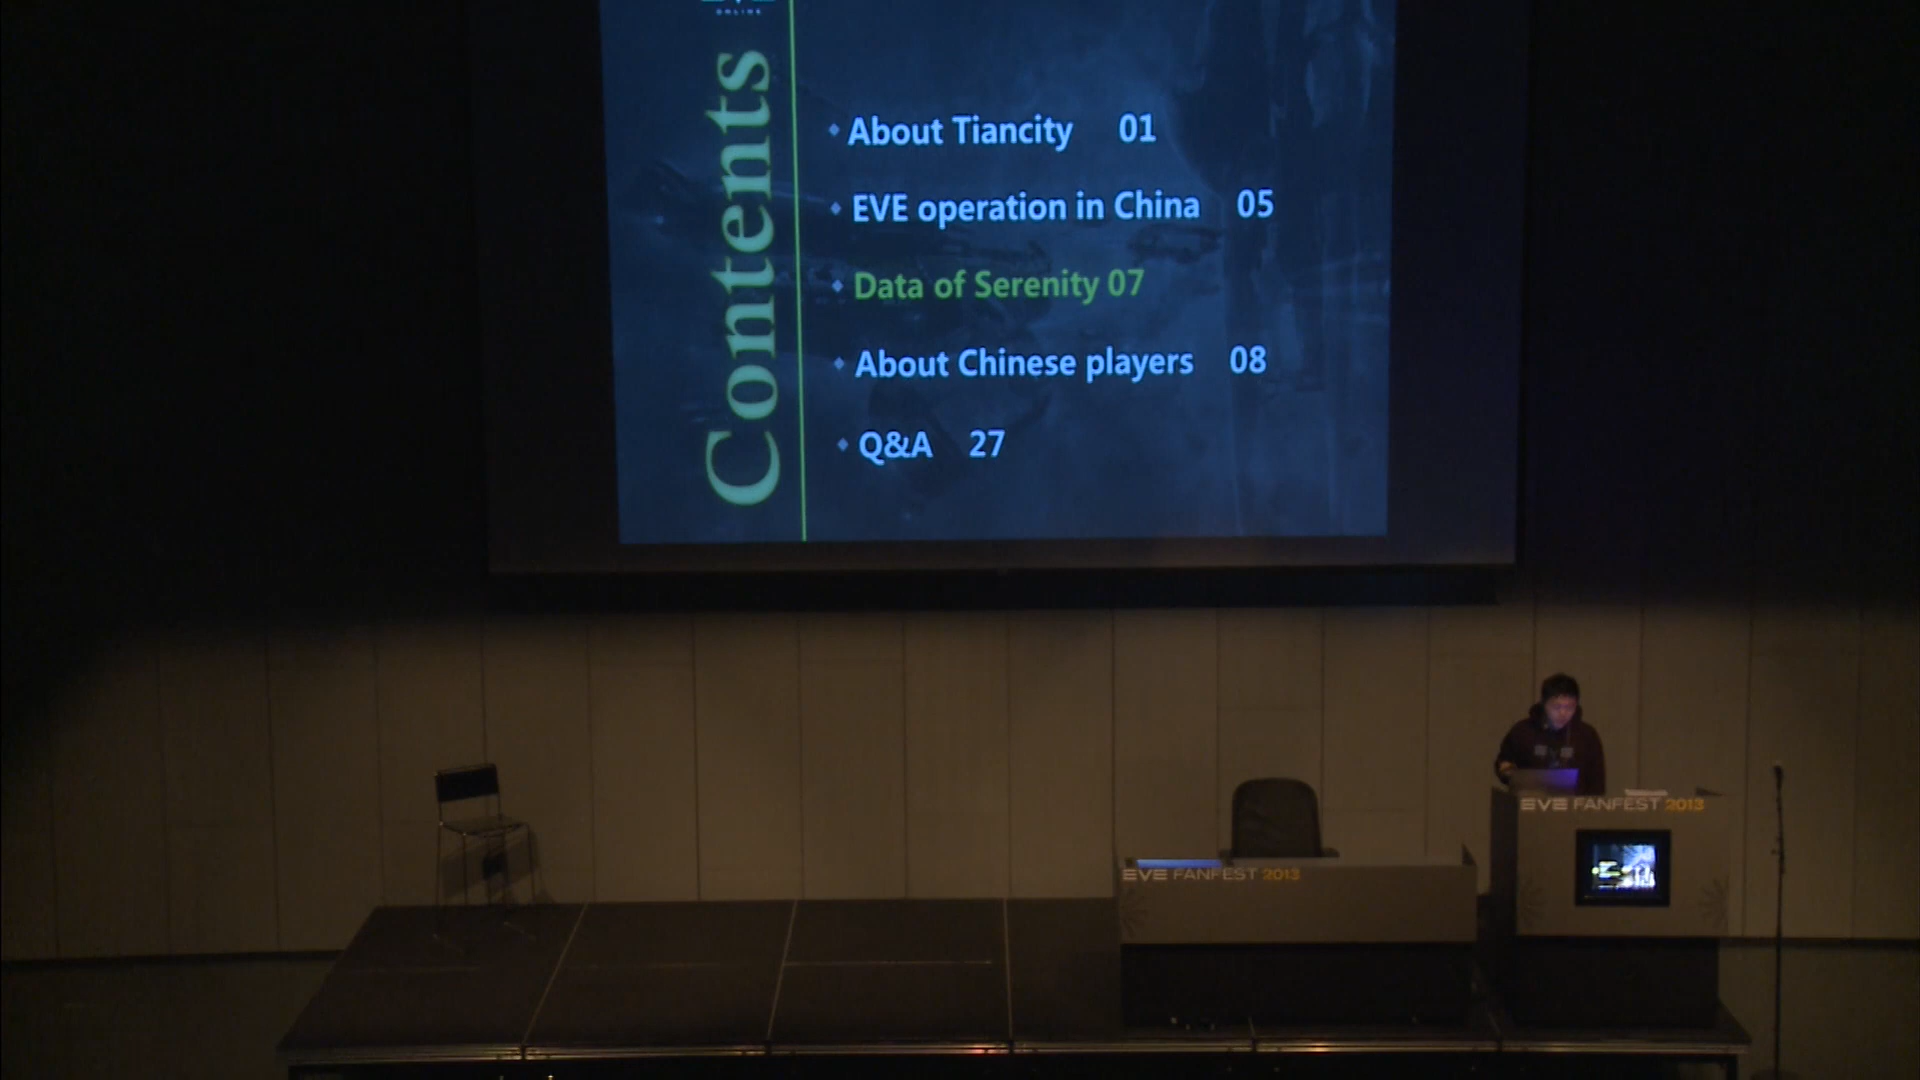 ONLINE
Contents
About Tiancity 01
EVE operation in China 05
Data of Serenity 07
About Chinese players 08
Q&A 27
EVE FANFEST 2013
EVE FANFEST 2013